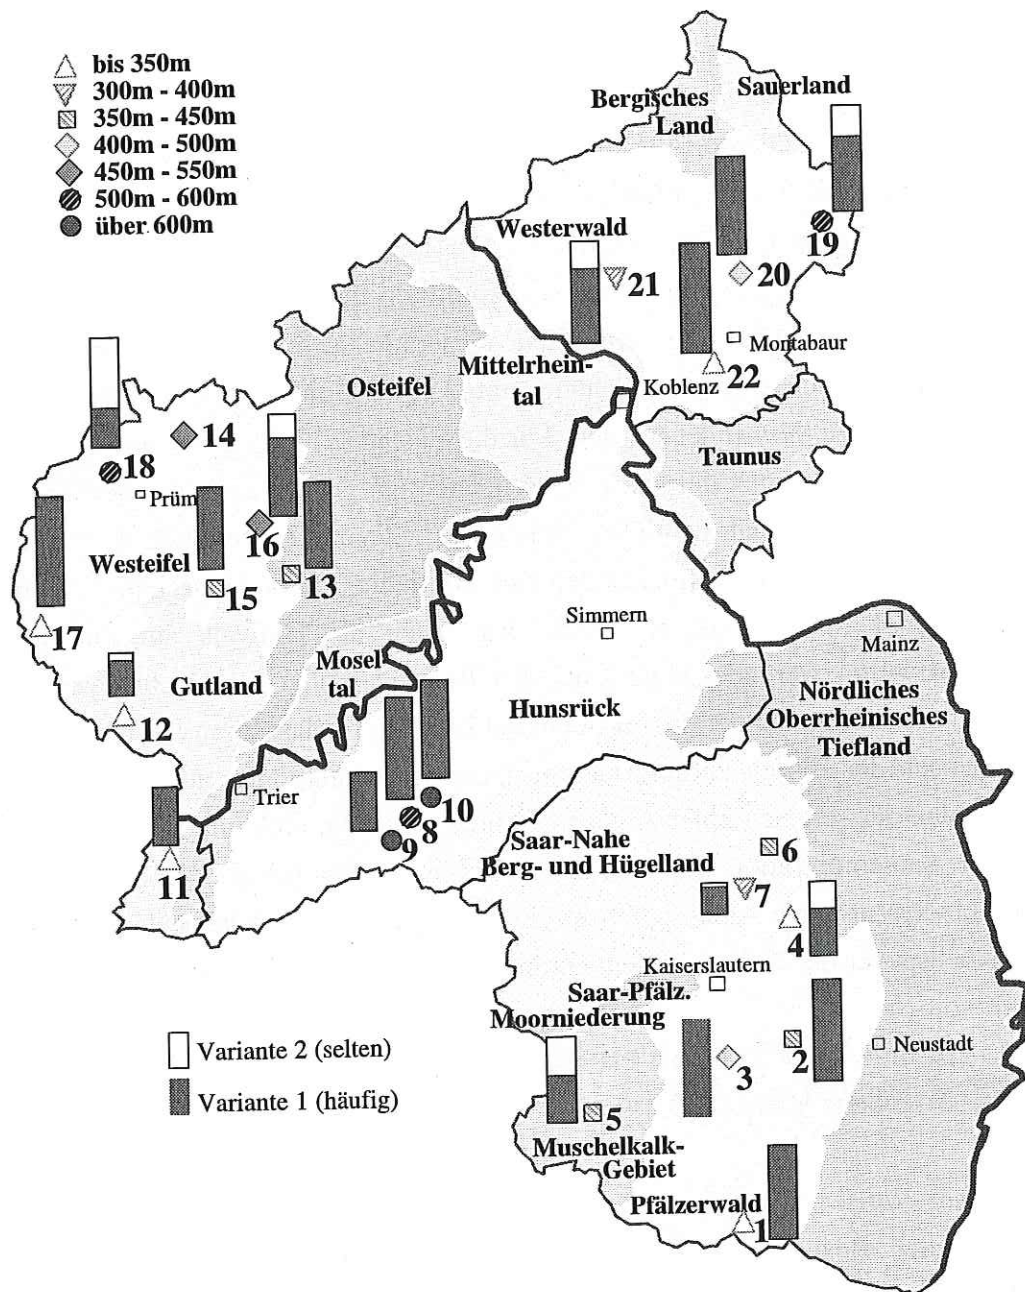 bis 350m
300m - 400m
350m - 450m
400m - 500m
450m - 550m
500m - 600m
über 600m
Sauerland
Bergisches
Land
Westerwald
19
20
21
Montabaur
22
Mittelrhein-
tal
Koblenz
Osteifel
Taunus
14
18
Prüm
16
13
Westeifel
15
17
Simmern
Mainz
Mosel
tal
Gutland
12
Hunsrück
Nördliches
Oberrheinisches
Tiefland
Trier
10
8
9
11
Saar-Nahe
Berg- und Hügelland
6
7
4
Kaiserslautern
Saar-Pfälz.
Moorniederung
Neustadt
2
3
5
Muschelkalk-
Gebiet
Pfälzerwald
1
Variante 2 (selten)
Variante 1 (häufig)